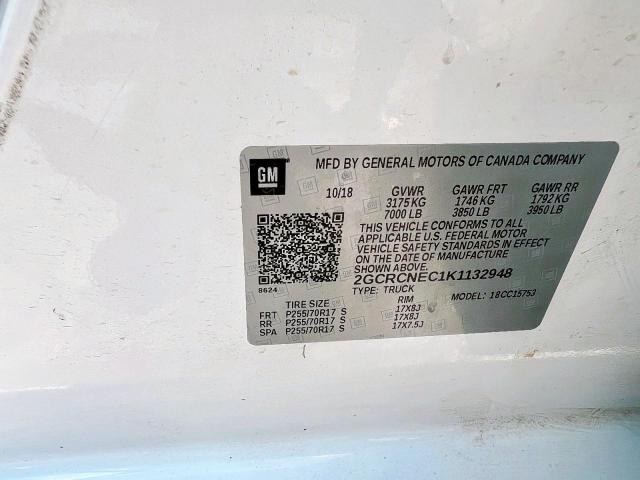 GM
MFD BY GENERAL MOTORS OF CANADA COMPANY
10/18 GVWR GAWR FRT GAWR RR
3175 KG 1746 KG 1792 KG
7000 LB 3850 LB 3950 LB
THIS VEHICLE CONFORMS TO ALL
APPLICABLE U.S. FEDERAL MOTOR
VEHICLE SAFETY STANDARDS IN EFFECT
ON THE DATE OF MANUFACTURE
SHOWN ABOVE.
8624
2GCRCNEC1K1132948
TYPE: TRUCK
MODEL: 18CC15753
TIRE SIZE RIM
FRT P255/70R17 S 17X8J
RR P255/70R17 S 17X8J
SPA P255/70R17 S 17X7.5J